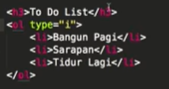 <h3>To Do List</h3>
<ol type="i">
<li>Bangun Pagi</li>
<li>Sarapan</li>
<li>Tidur Lagi</li>
</ol>